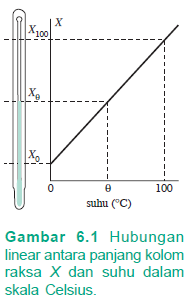 X
X100
Xθ
X0
0 θ 100
suhu (°C)
Gambar 6.1 Hubungan
linear antara panjang kolom
raksa X dan suhu dalam
skala Celsius.